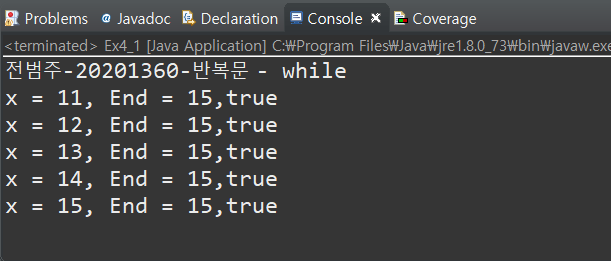 Problems @ Javadoc Declaration Console Coverage
<terminated> Ex4_1 [Java Application] C:₩Program Files₩Java₩jre1.8.0_73₩bin₩javaw.exe
전범주-20201360-반복문 - while
x = 11, End = 15,true
x = 12, End = 15,true
x = 13, End = 15,true
x = 14, End = 15,true
x = 15, End = 15,true